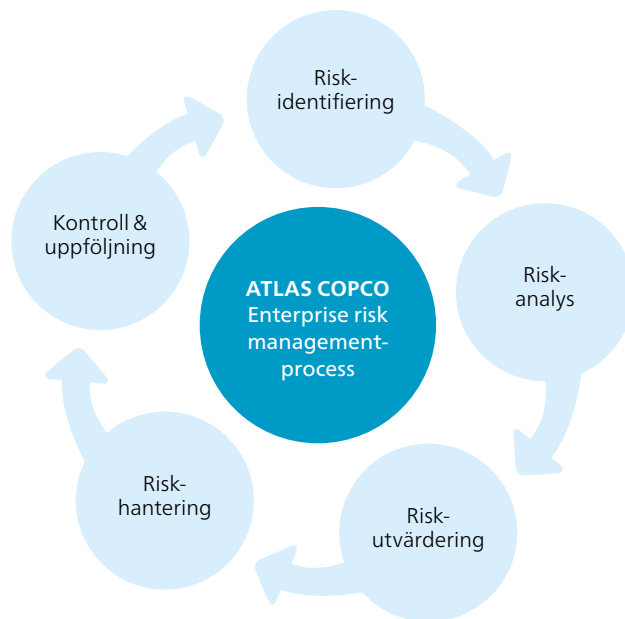 Risk-
identifiering
Risk-
analys
Risk-
utvärdering
Risk-
hantering
Kontroll &
uppföljning
ATLAS COPCO
Enterprise risk
management-
process